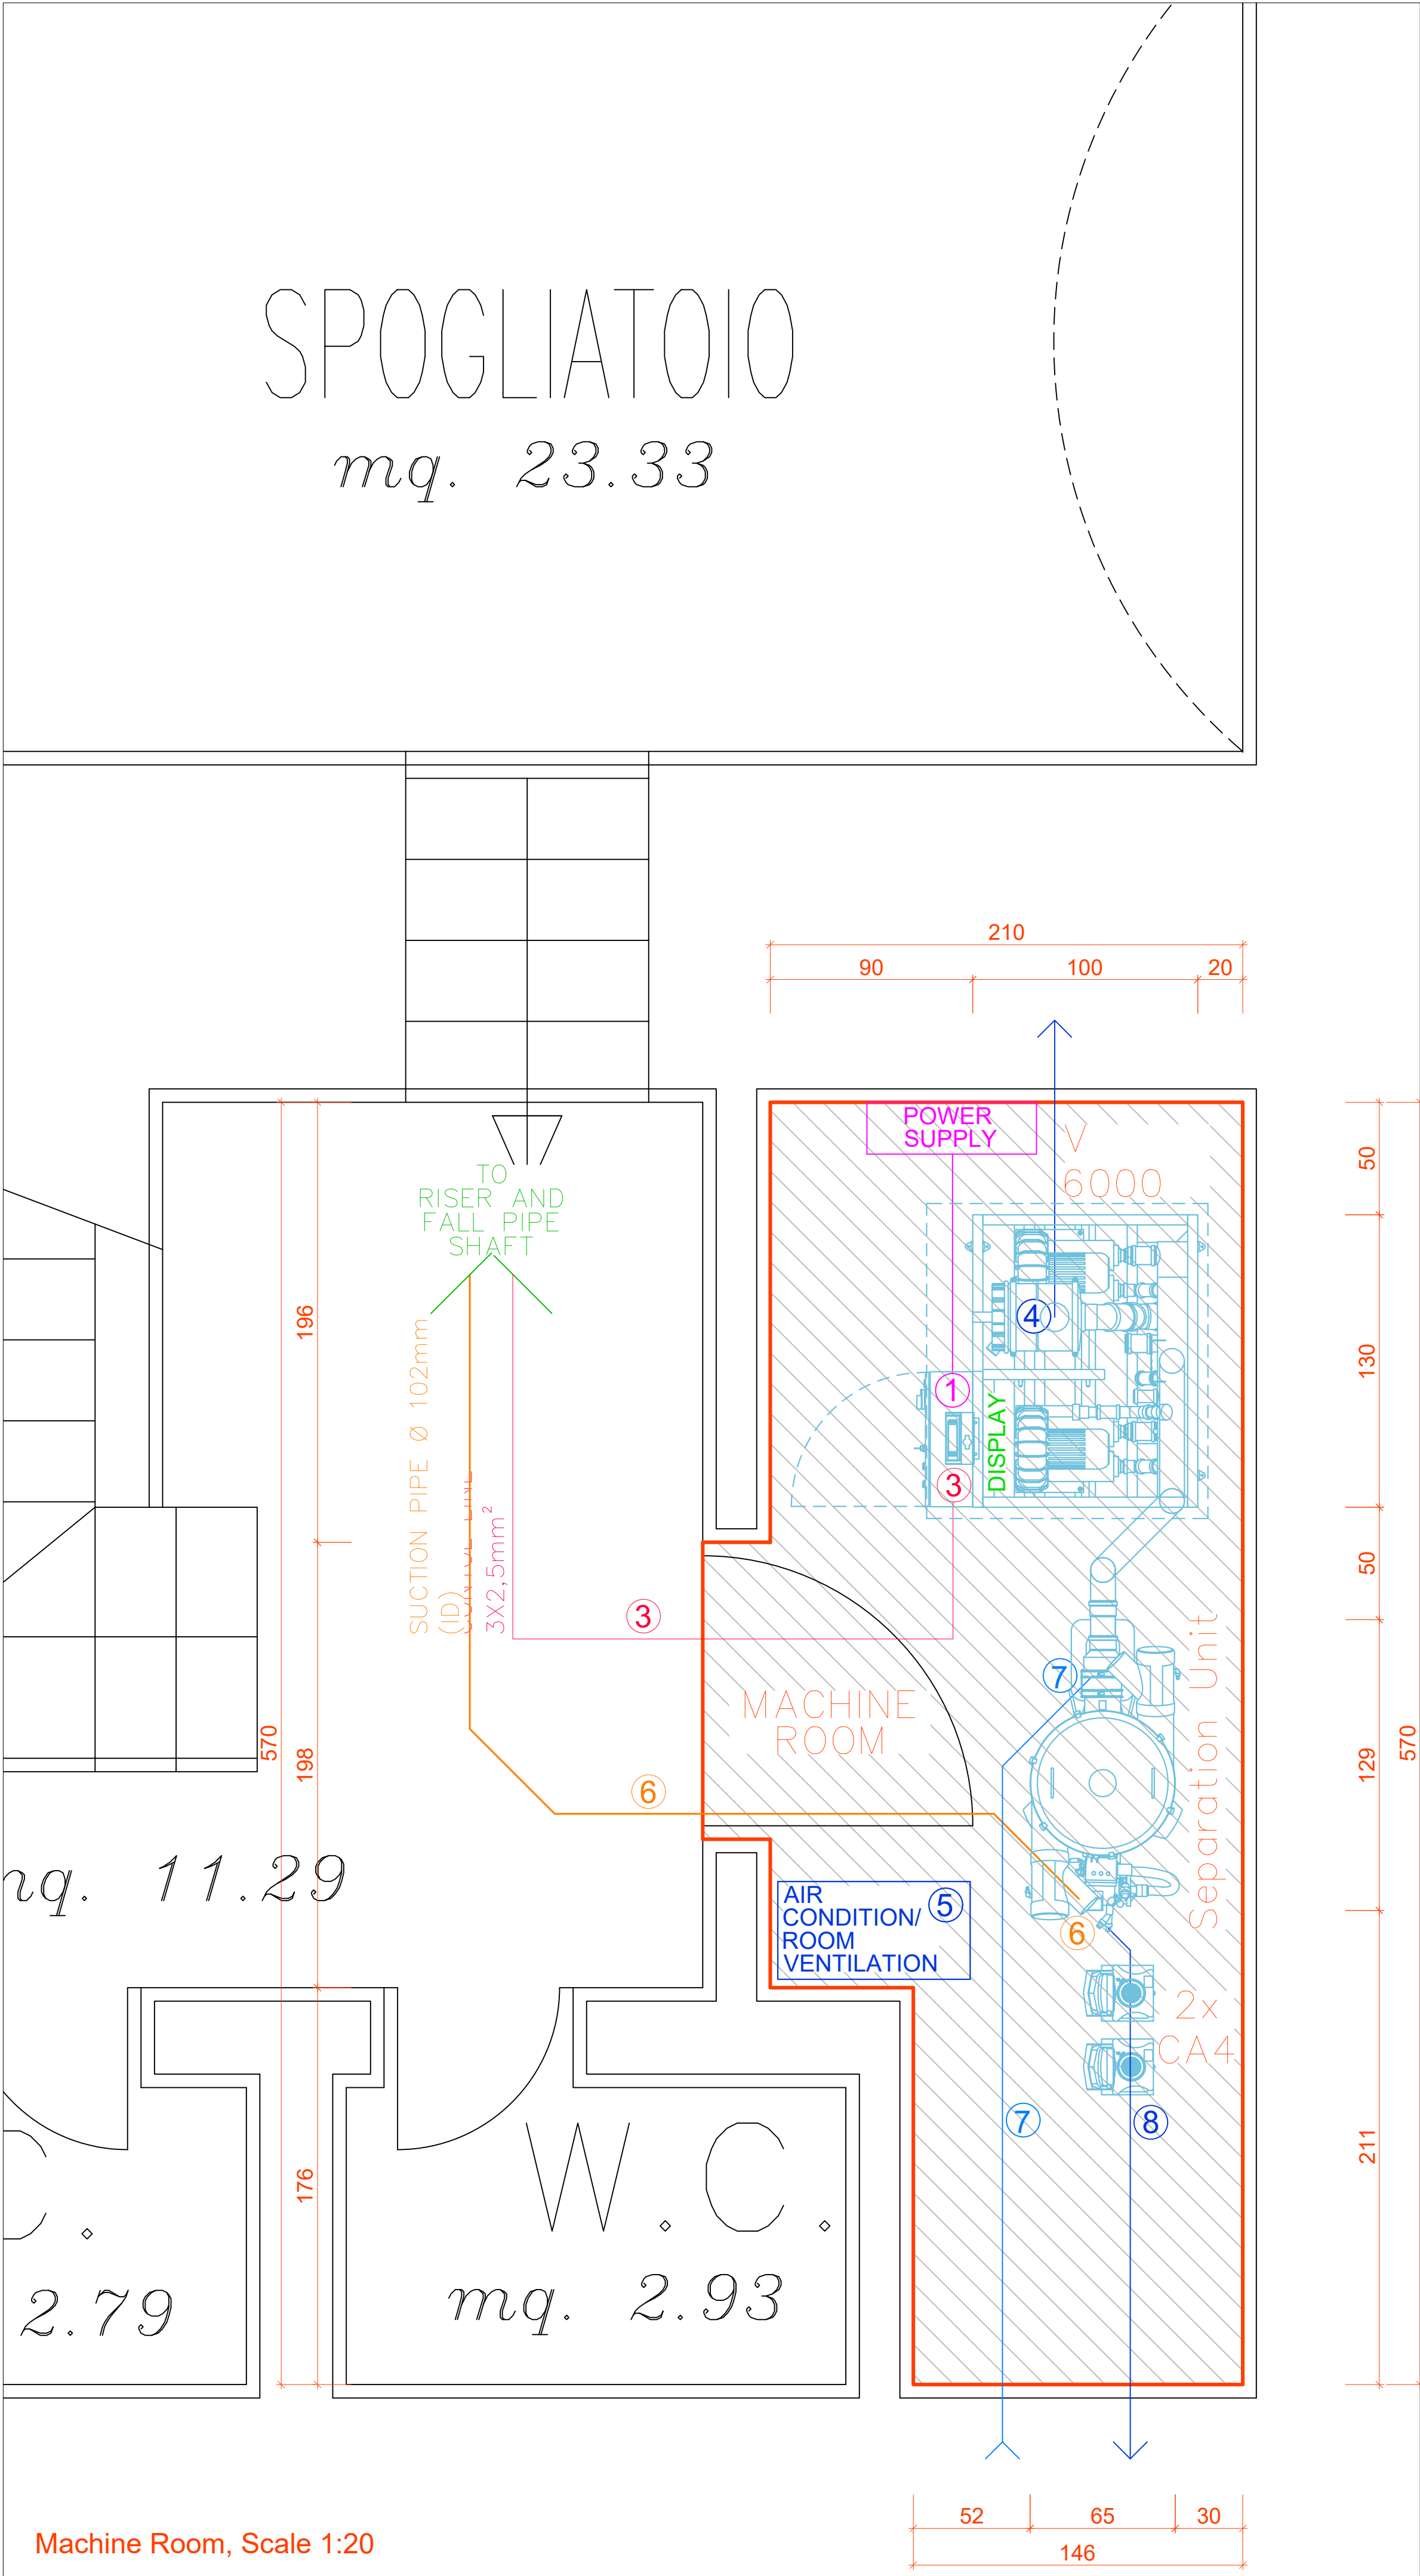 SPOGLIATOIO
mq. 23.33
210
90
100
20
POWER
SUPPLY
V
6000
50
TO
RISER AND
FALL PIPE
SHAFT
196
4
130
1
DISPLAY
3
SUCTION PIPE Ø 102mm
(ID)
3X2,5mm²
50
3
7
Separation Unit
MACHINE
ROOM
570
198
6
129
570
mq. 11.29
AIR
CONDITION/
ROOM
VENTILATION
5
6
2x
CA4
7
8
W.C.
mq. 2.93
C.
2.79
176
211
52
65
30
146
Machine Room, Scale 1:20